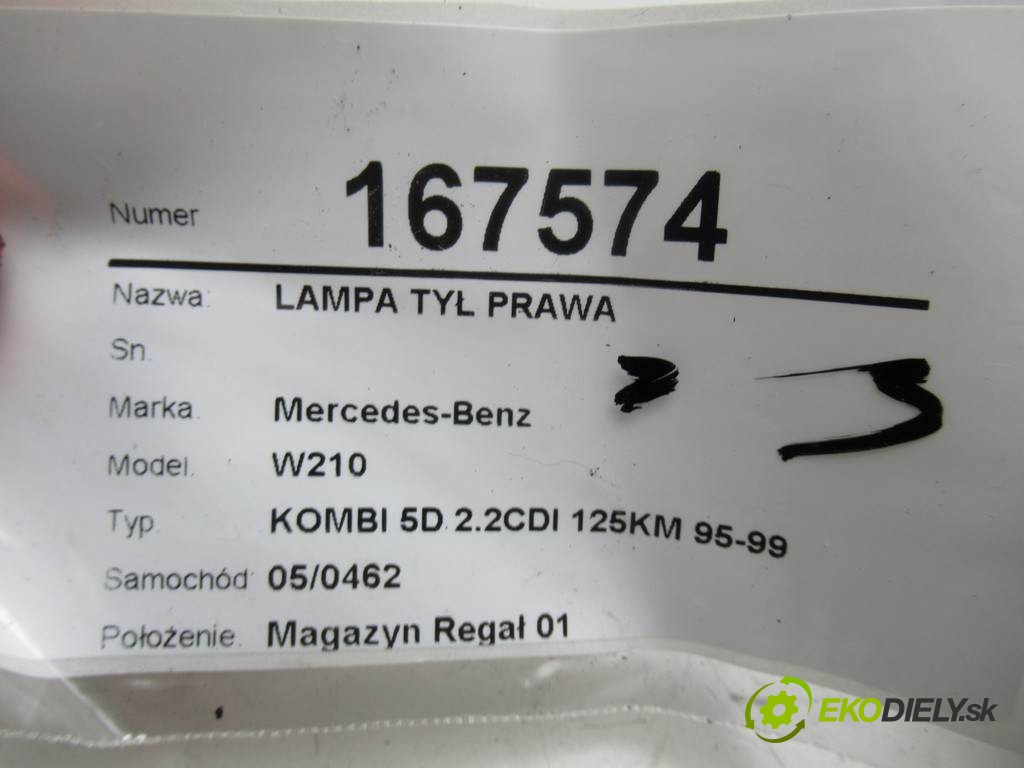 Numer 167574
Nazwa: LAMPA TYŁ PRAWA
Sn.
Marka. Mercedes-Benz
Model. W210
Typ. KOMBI 5D 2.2CDI 125KM 95-99
Samochód 05/0462
Położenie. Magazyn Regał 01
EKODIELY.sk